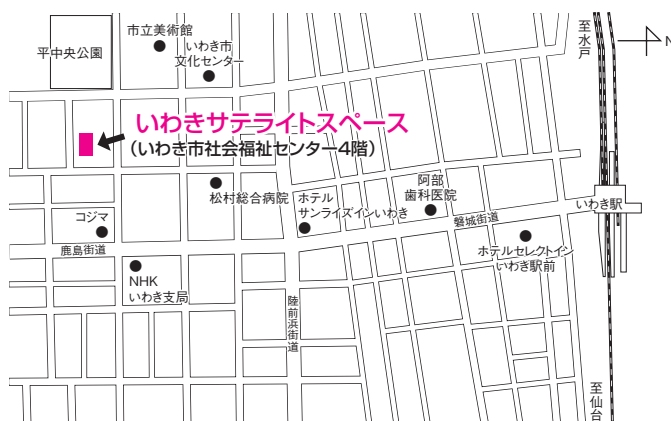 市立美術館
平中央公園
いわき市
文化センター
至水戸
N
いわきサテライトスペース
(いわき市社会福祉センター4階)
松村総合病院
ホテル
サンライズインいわき
阿部
歯科医院
いわき駅
コジマ
磐城街道
鹿島街道
ホテルセレクトイン
いわき駅前
NHK
いわき支局
陸前浜街道
至仙台